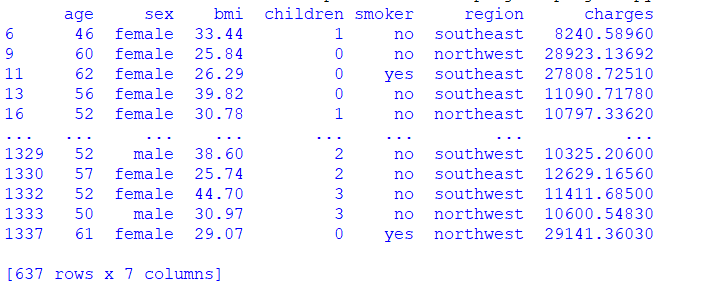 age sex bmi children smoker region charges
6 46 female 33.44 1 no southeast 8240.58960
9 60 female 25.84 0 no northwest 28923.13692
11 62 female 26.29 0 yes southeast 27808.72510
13 56 female 39.82 0 no southeast 11090.71780
16 52 female 30.78 1 no northeast 10797.33620
... ... ... ... ... ... ... ...
1329 52 male 38.60 2 no southwest 10325.20600
1330 57 female 25.74 2 no southeast 12629.16560
1332 52 female 44.70 3 no southwest 11411.68500
1333 50 male 30.97 3 no northwest 10600.54830
1337 61 female 29.07 0 yes northwest 29141.36030
[637 rows x 7 columns]